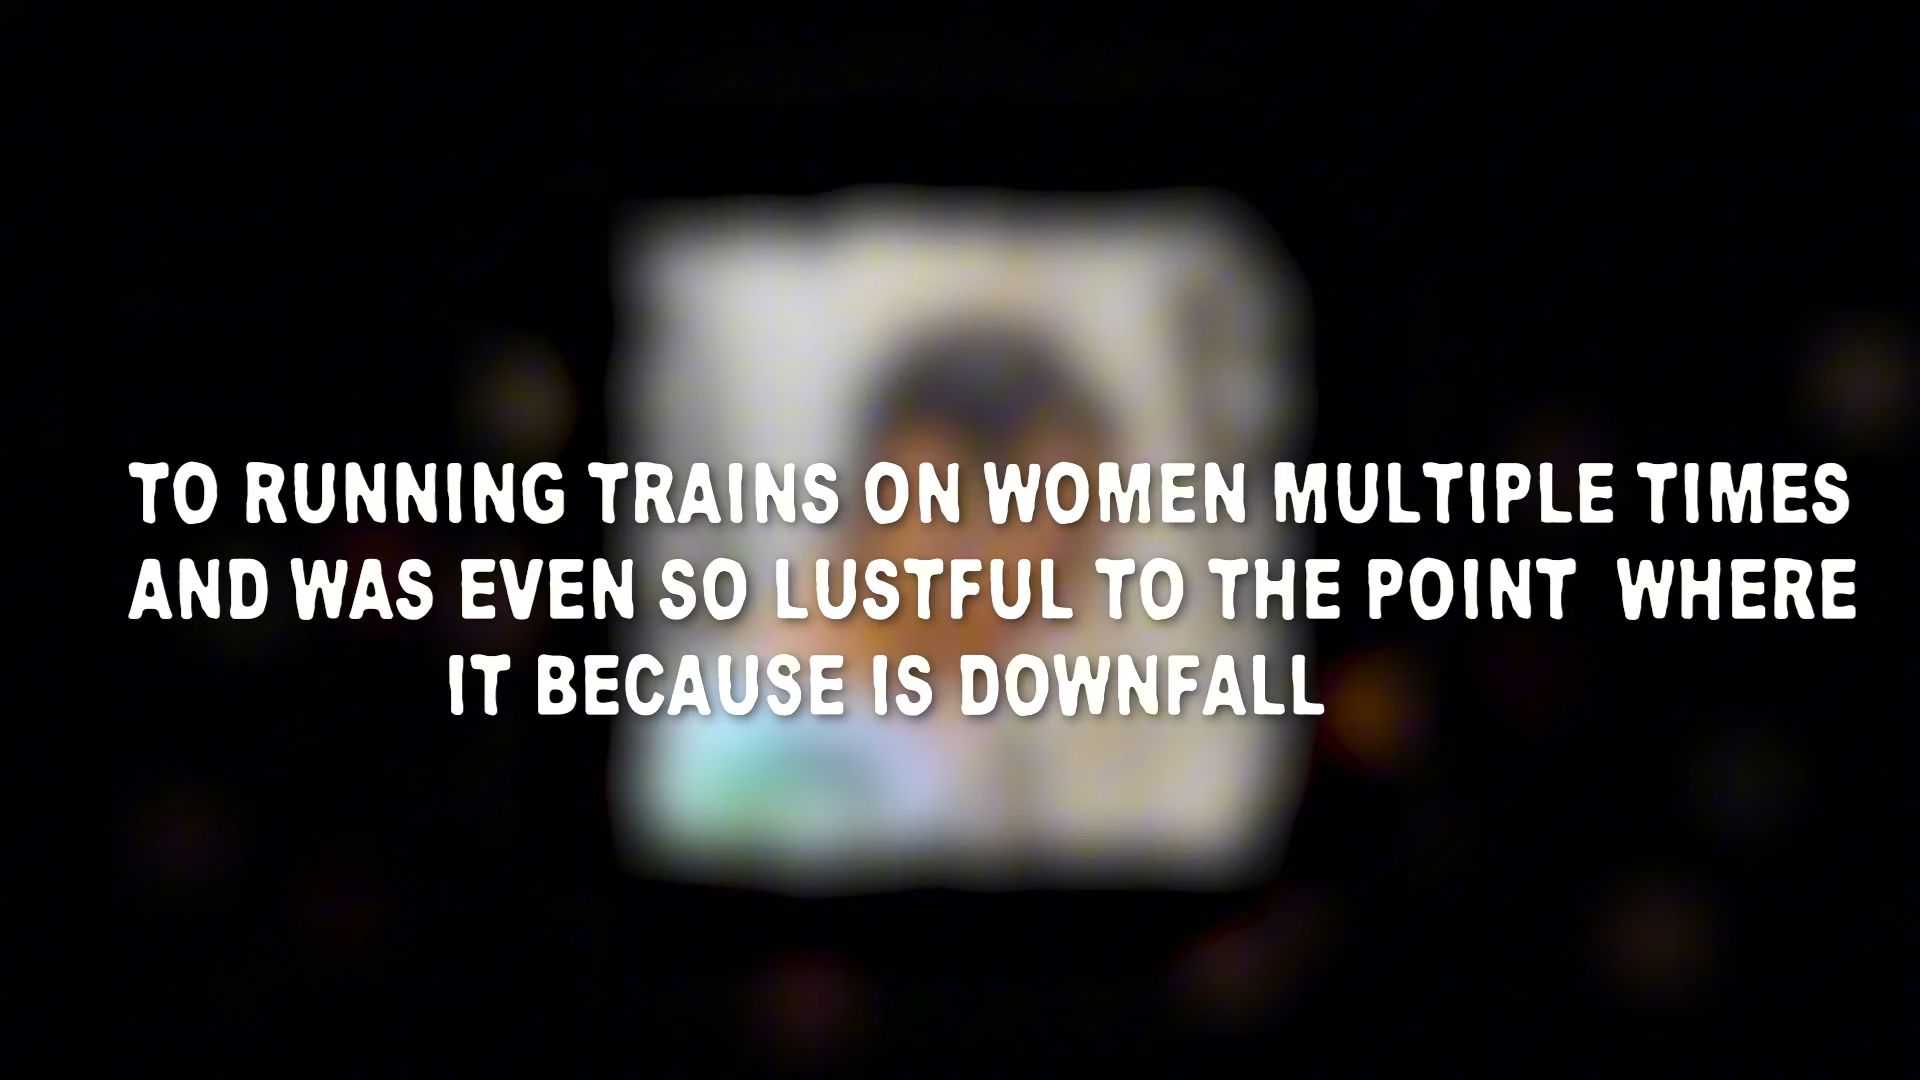 TO RUNNING TRAINS ON WOMEN MULTIPLE TIMES
AND WAS EVEN SO LUSTFUL TO THE POINT  WHERE
IT BECAUSE IS DOWNFALL